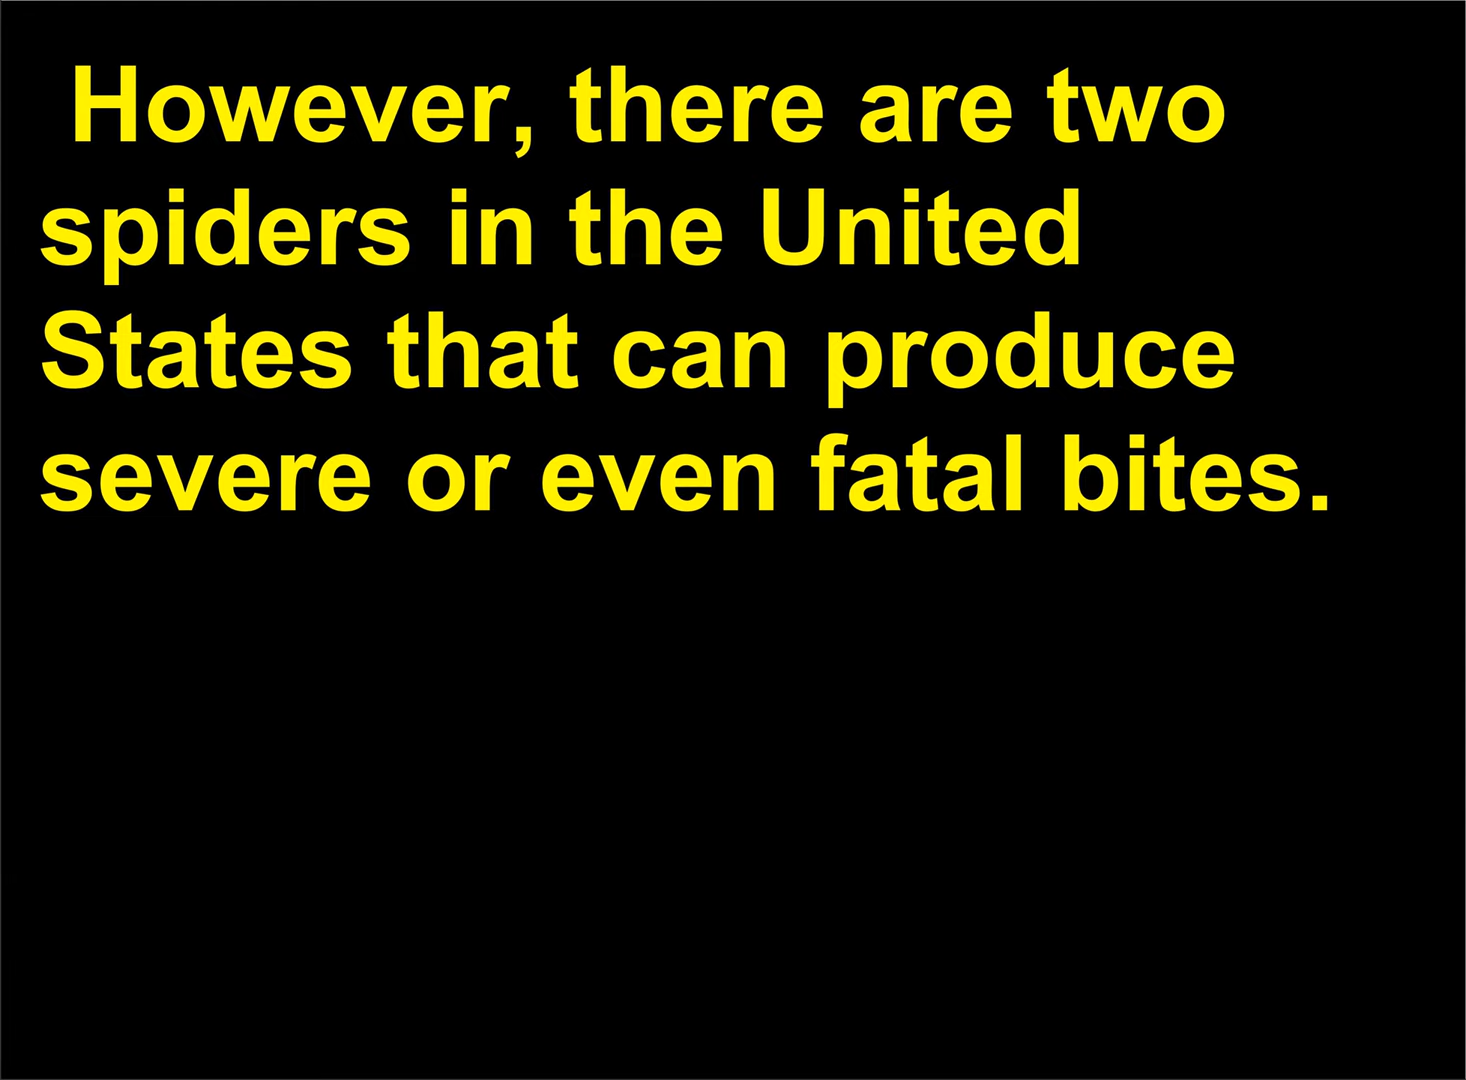 However, there are two
spiders in the United
States that can produce
severe or even fatal bites.